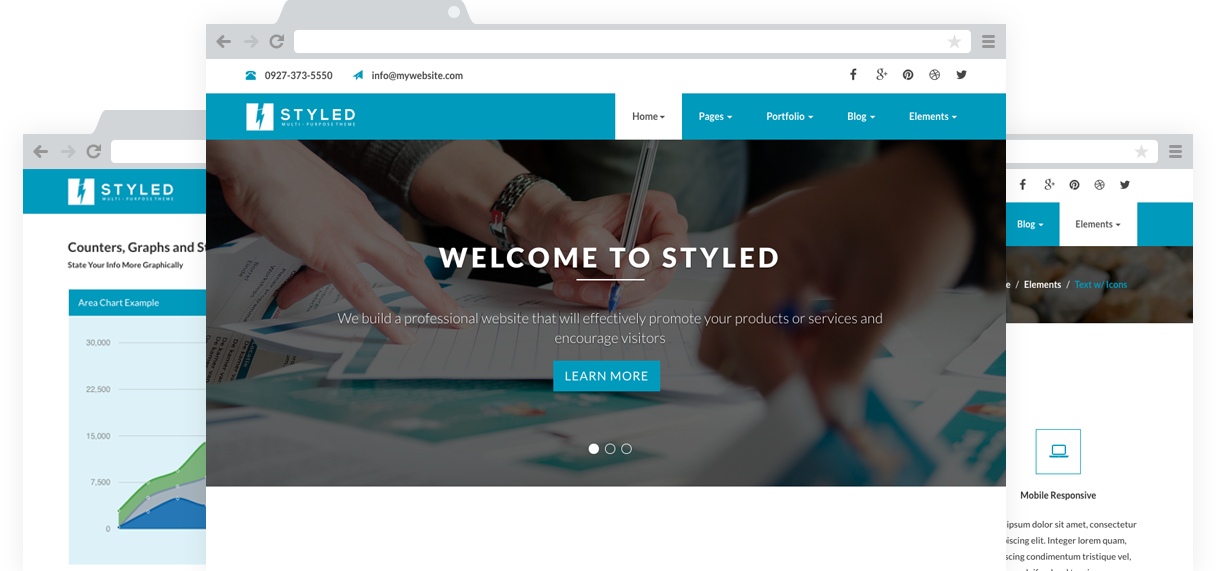 0927-373-5550
info@mywebsite.com
STYLED
MULTI - PURPOSE THEME
Home
Pages
Portfolio
Blog
Elements
WELCOME TO STYLED
We build a professional website that will effectively promote your products or services and
encourage visitors
LEARN MORE
STYLED
MULTI - PURPOSE THEME
Counters, Graphs and
State Your Info More Graphically
Area Chart Example
30,000
22,500
15,000
7,500
0
Blog
Elements
/ Elements / Text w/ Icons
Mobile Responsive
ipsum dolor sit amet, consectetur
elit. Integer lorem quam,
condimentum tristique vel,